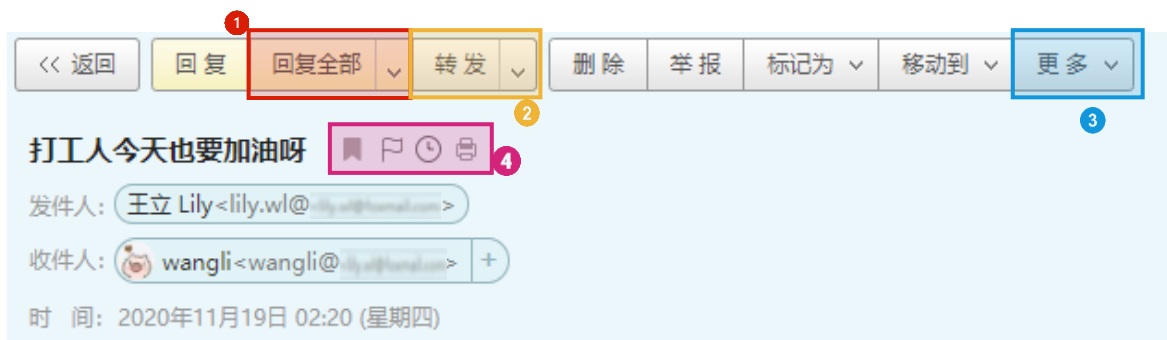 1
<< 返回 回复 回复全部 转发 删除 举报 标记为 移动到 更多
2
3
打工人今天也要加油呀 4
发件人: 王立 Lily<lily.wl@ >
收件人: wangli<wangli@ > +
时 间: 2020年11月19日 02:20 (星期四)